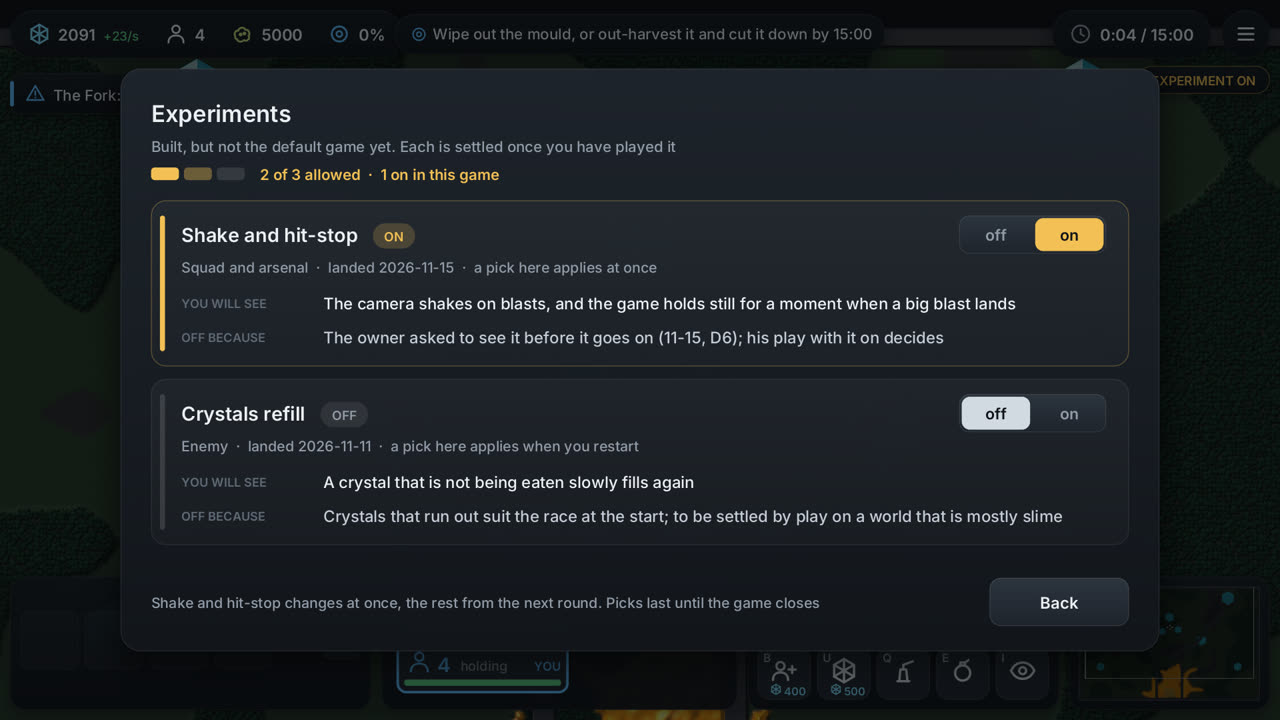 2091 +23/s 4 5000 0% Wipe out the mould, or out-harvest it and cut it down by 15:00 0:04 / 15:00
The Fork:
EXPERIMENT ON
Experiments
Built, but not the default game yet. Each is settled once you have played it
2 of 3 allowed · 1 on in this game
Shake and hit-stop ON off on
Squad and arsenal · landed 2026-11-15 · a pick here applies at once
YOU WILL SEE The camera shakes on blasts, and the game holds still for a moment when a big blast lands
OFF BECAUSE The owner asked to see it before it goes on (11-15, D6); his play with it on decides
Crystals refill OFF off on
Enemy · landed 2026-11-11 · a pick here applies when you restart
YOU WILL SEE A crystal that is not being eaten slowly fills again
OFF BECAUSE Crystals that run out suit the race at the start; to be settled by play on a world that is mostly slime
Shake and hit-stop changes at once, the rest from the next round. Picks last until the game closes Back
4 holding YOU
B U Q E I
400 500